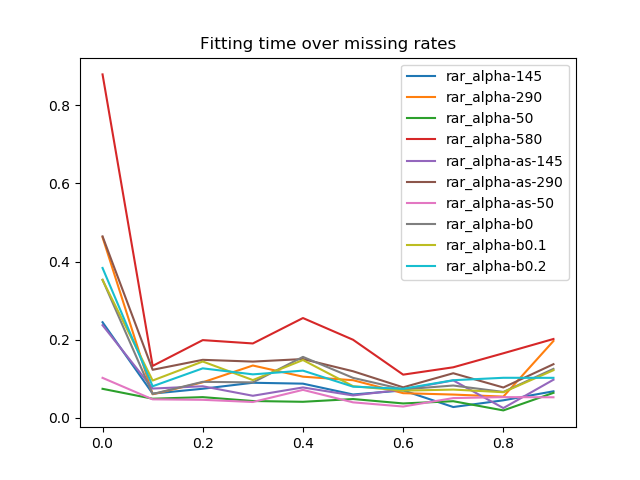 Fitting time over missing rates
rar_alpha-145
rar_alpha-290
rar_alpha-50
rar_alpha-580
rar_alpha-as-145
rar_alpha-as-290
rar_alpha-as-50
rar_alpha-b0
rar_alpha-b0.1
rar_alpha-b0.2
0.8
0.6
0.4
0.2
0.0
0.0 0.2 0.4 0.6 0.8